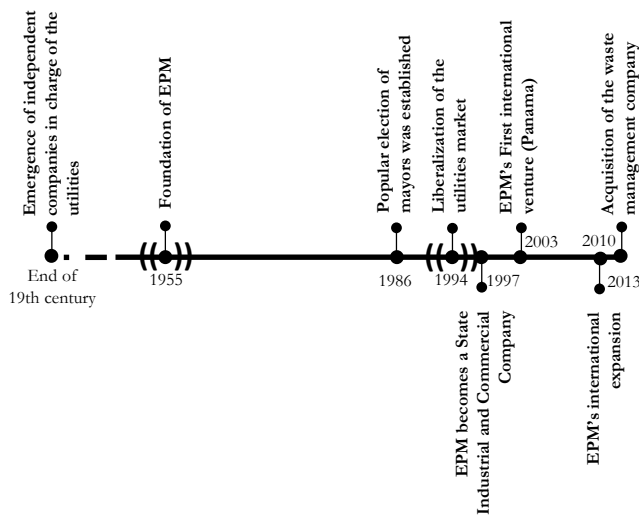 Emergence of independent
companies in charge of the
utilities
End of
19th century
Foundation of EPM
1955
Popular election of
mayors was established
1986
Liberalization of the
utilities market
1994
EPM becomes a State
Industrial and Commercial
Company
1997
EPM's First international
venture (Panama)
2003
EPM's international
expansion
2010
Acquisition of the waste
management company
2013